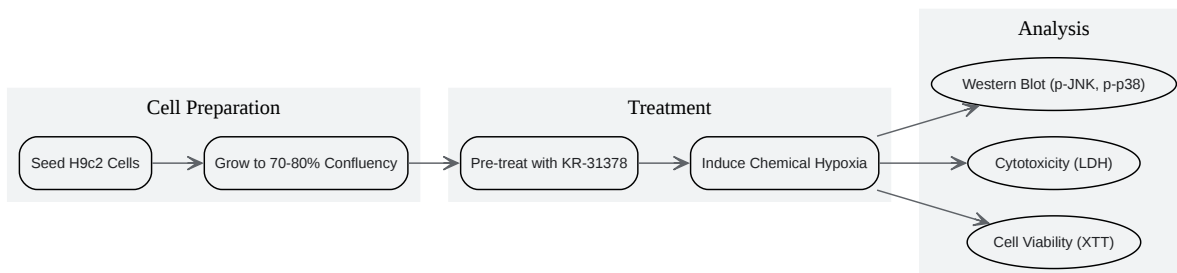 Cell Preparation
Seed H9c2 Cells
Grow to 70-80% Confluency
Treatment
Pre-treat with KR-31378
Induce Chemical Hypoxia
Analysis
Western Blot (p-JNK, p-p38)
Cytotoxicity (LDH)
Cell Viability (XTT)